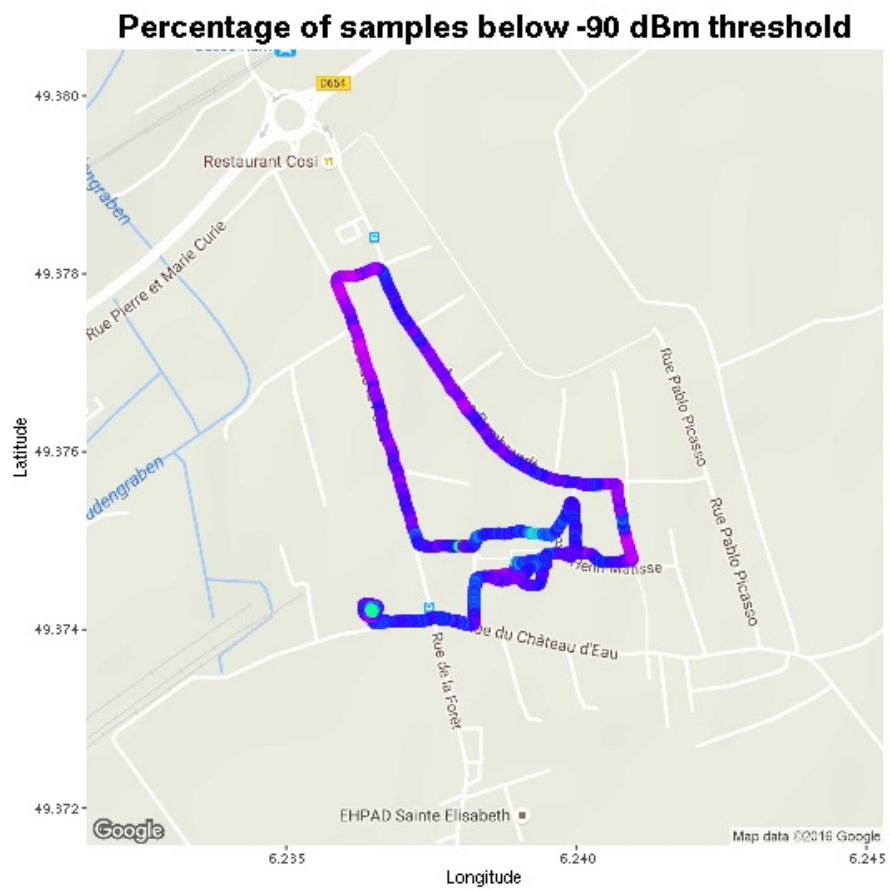 Percentage of samples below -90 dBm threshold
49.380
D654
Restaurant Cosi
Rue Pierre et Marie Curie
49.378
Rue Pablo Picasso
49.376
Latitude
Rue Pablo Picasso
Henri Matisse
49.374
du Château d'Eau
Rue de la Forêt
49.372
EHPAD Sainte Elisabeth
Google
Map data ©2016 Google
6.235
6.240
6.245
Longitude